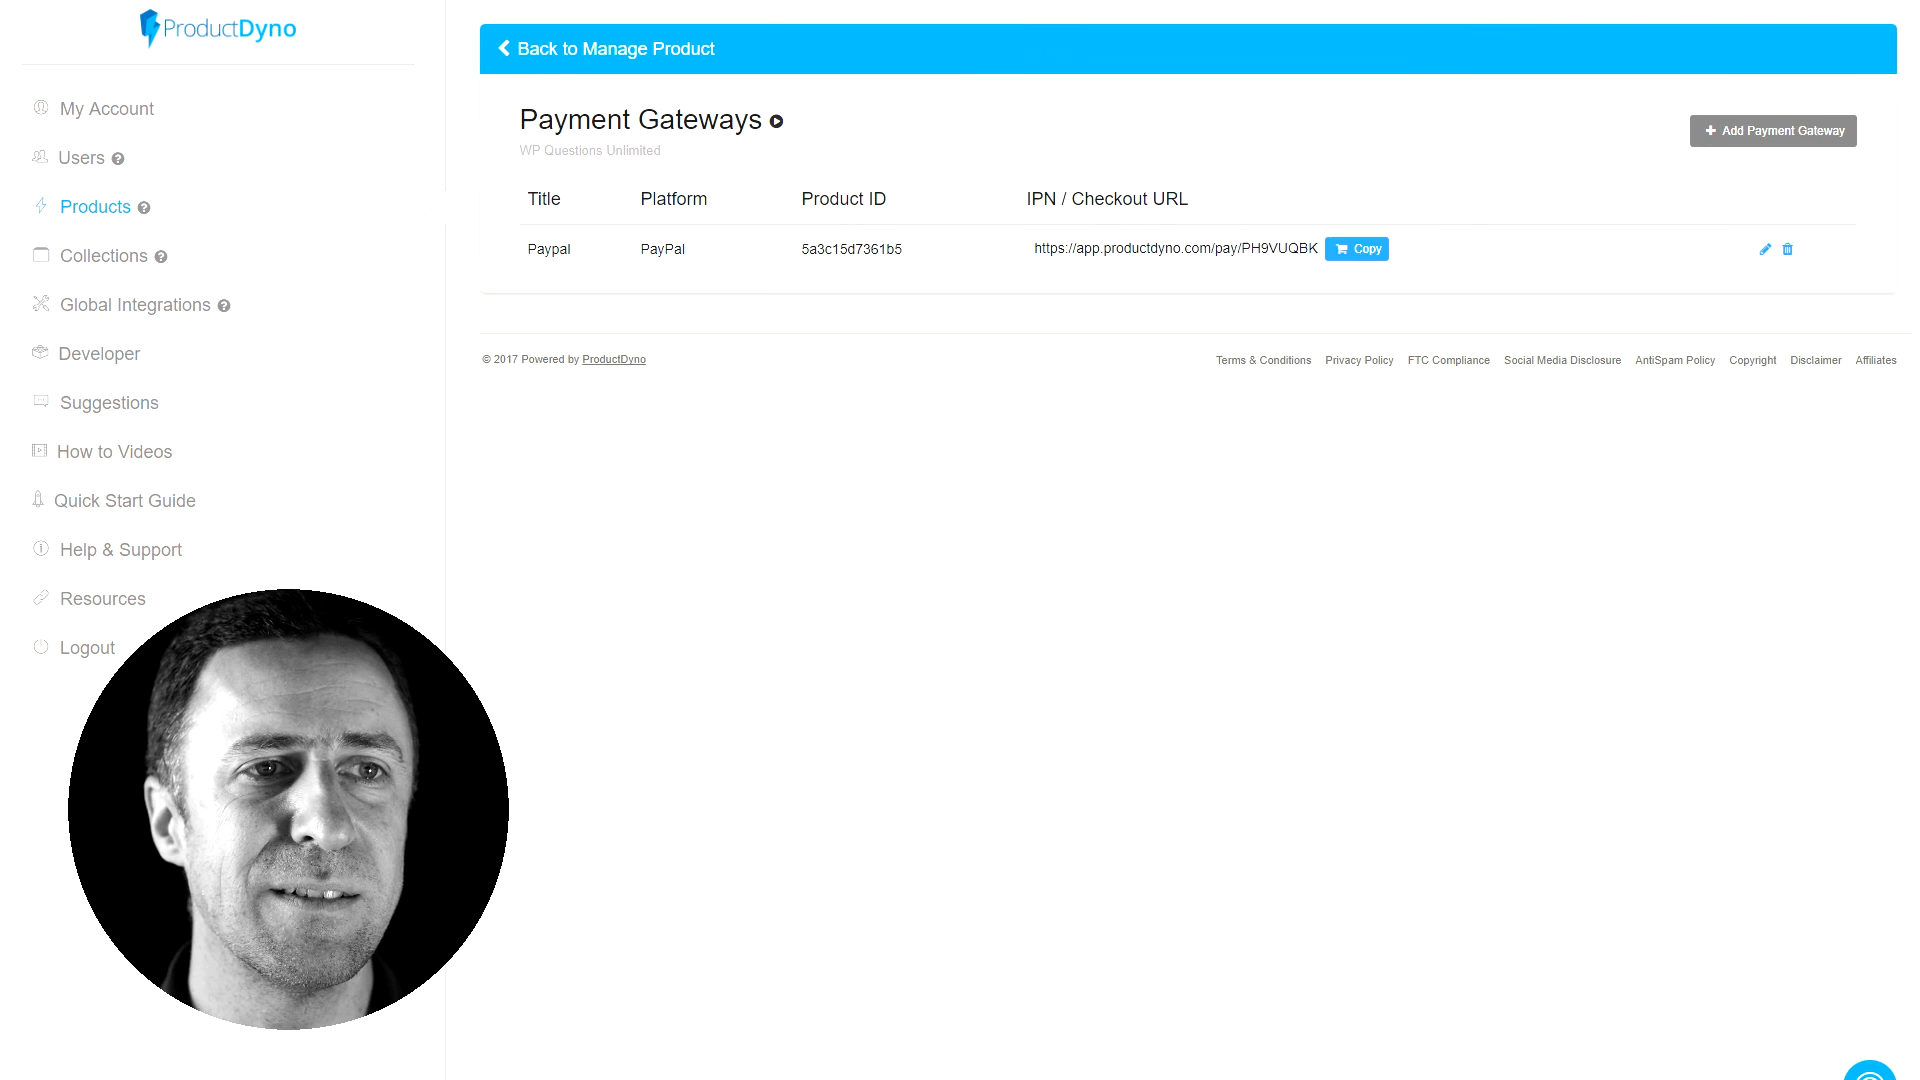 ProductDyno
My Account
Users
Products
Collections
Global Integrations
Developer
Suggestions
How to Videos
Quick Start Guide
Help & Support
Resources
Logout
Back to Manage Product
Payment Gateways
WP Questions Unlimited
+ Add Payment Gateway
Title Platform Product ID IPN / Checkout URL
Paypal PayPal 5a3c15d7361b5 https://app.productdyno.com/pay/PH9VUQBK Copy
© 2017 Powered by ProductDyno
Terms & Conditions Privacy Policy FTC Compliance Social Media Disclosure AntiSpam Policy Copyright Disclaimer Affiliates